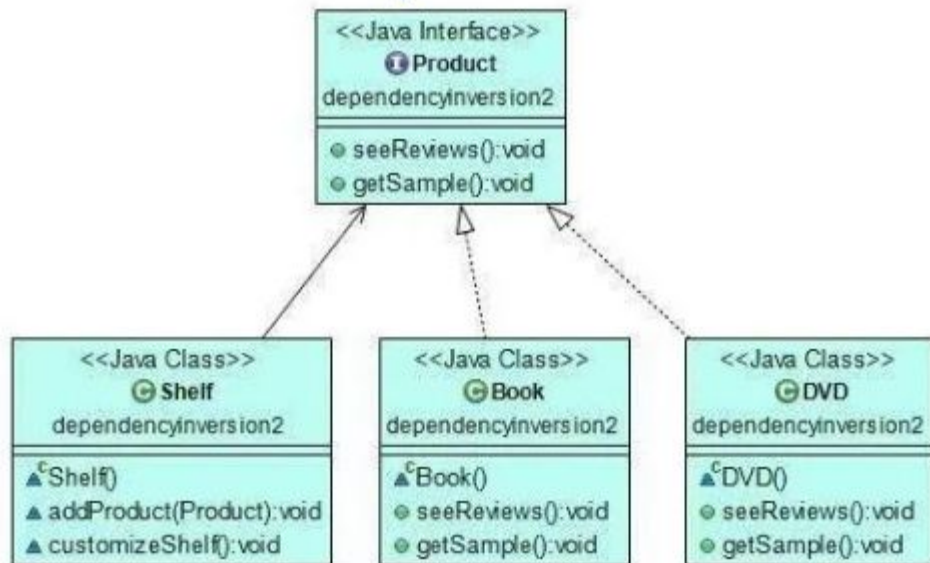 <<Java Interface>>
Product
dependencyinversion2
seeReviews():void
getSample():void
<<Java Class>>
Shelf
dependencyinversion2
Shelf()
addProduct(Product):void
customizeShelf():void
<<Java Class>>
Book
dependencyinversion2
Book()
seeReviews():void
getSample():void
<<Java Class>>
DVD
dependencyinversion2
DVD()
seeReviews():void
getSample():void